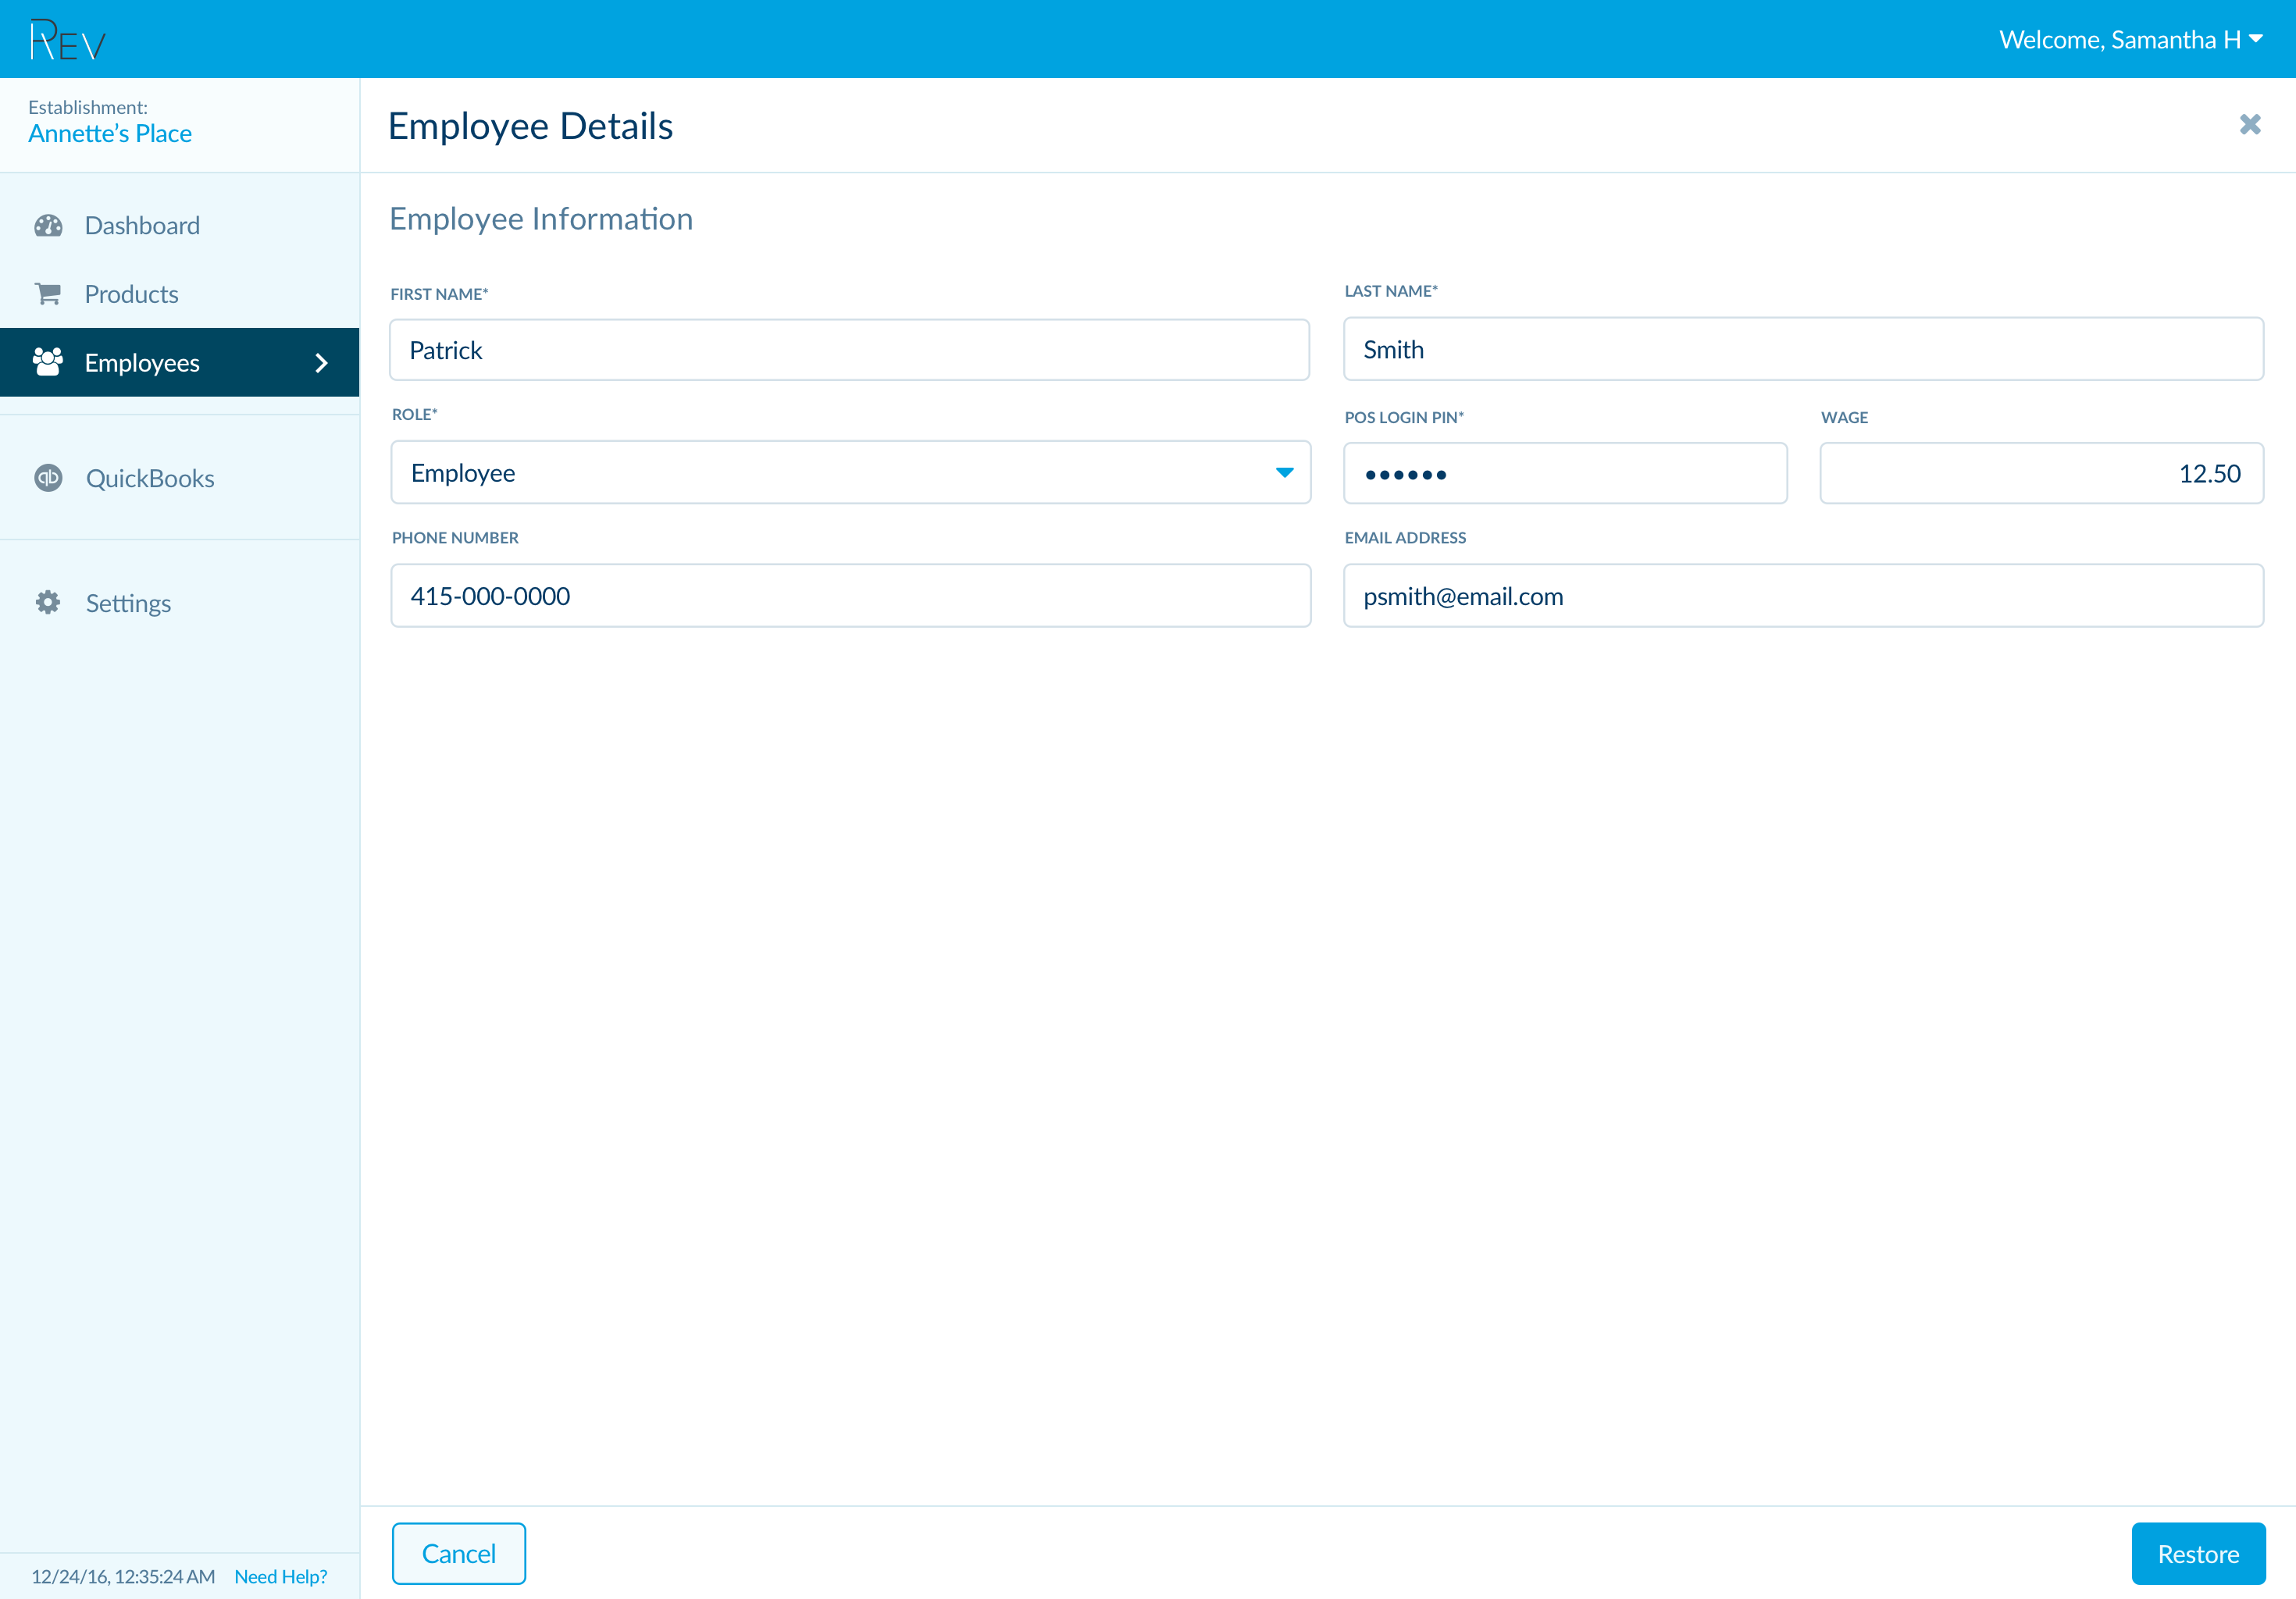 REV
Welcome, Samantha H
Establishment:
Annette’s Place
Dashboard
Products
Employees
QuickBooks
Settings
12/24/16, 12:35:24 AM Need Help?
Employee Details
Employee Information
FIRST NAME* LAST NAME*
Patrick Smith
ROLE* POS LOGIN PIN* WAGE
Employee •••••• 12.50
PHONE NUMBER EMAIL ADDRESS
415-000-0000 psmith@email.com
Cancel Restore